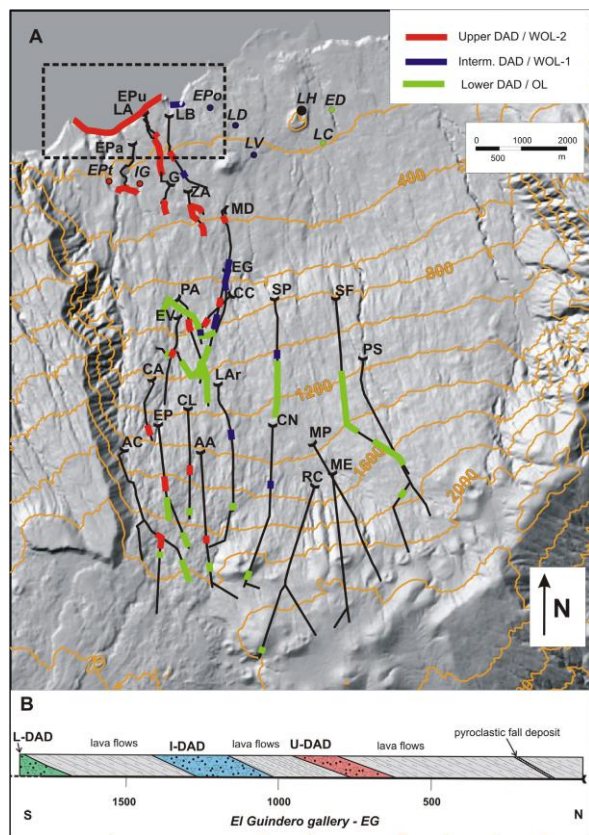 A
Upper DAD / WOL-2
Interm. DAD / WOL-1
Lower DAD / OL
EPu
LA
LB
EPo
LD
LV
LH
ED
LC
0
1000
2000
500
m
EPa
EPt
IG
LG
ZA
400
MD
EG
800
PA
CC
SP
SF
EV
PS
CA
LAr
1200
EP
CL
CN
AC
AA
MP
1600
ME
RC
2000
N
B
L-DAD
lava flows
I-DAD
lava flows
U-DAD
lava flows
pyroclastic fall deposit
S
1500
1000
500
N
El Guindero gallery - EG